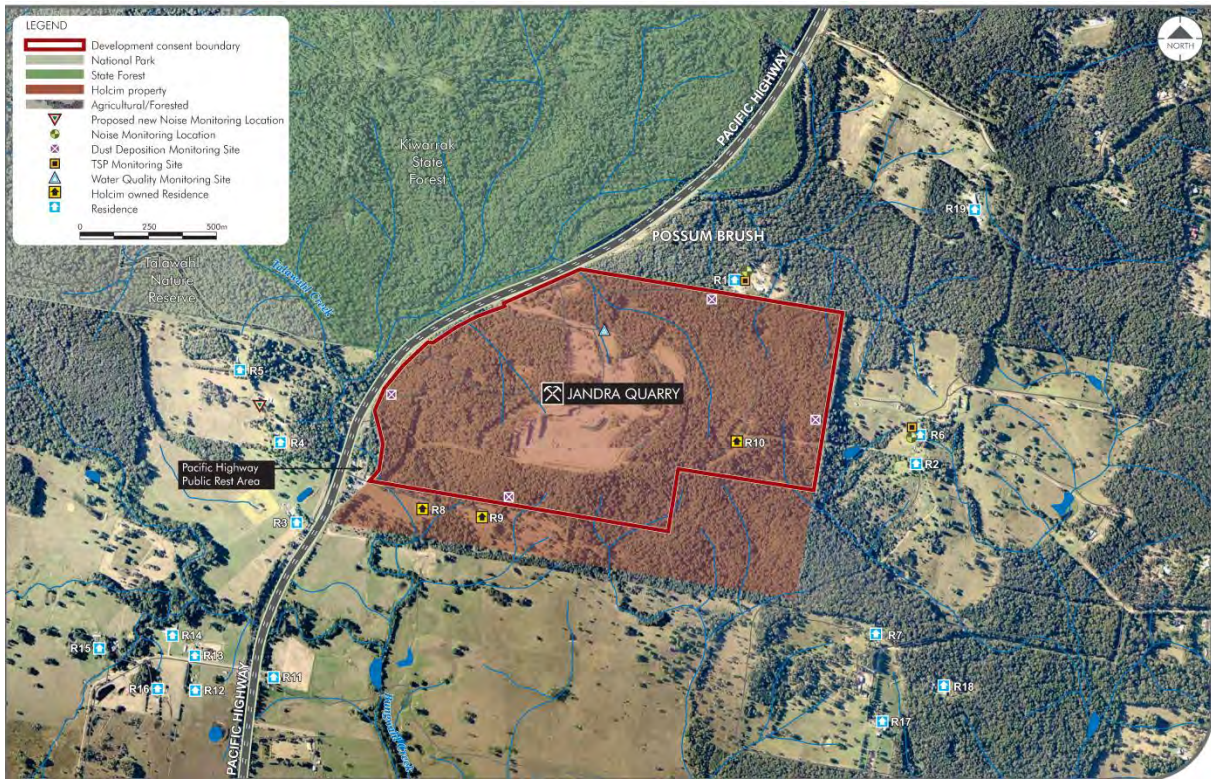 LEGEND
Development consent boundary
National Park
State Forest
Holcim property
Agricultural/Forested
Proposed new Noise Monitoring Location
Noise Monitoring Location
Dust Deposition Monitoring Site
TSP Monitoring Site
Water Quality Monitoring Site
Holcim owned Residence
Residence
0 250 500m
NORTH
PACIFIC HIGHWAY
Kiwarrak
State
Forest
R19
POSSUM BRUSH
Talawahl
Nature
Reserve
Talawahl Creek
R1
R5
JANDRA QUARRY
R4
R10
R6
R2
Pacific Highway
Public Rest Area
R8
R9
R3
R7
R14
R15
R13
R11
R16
R12
R18
R17
PACIFIC HIGHWAY